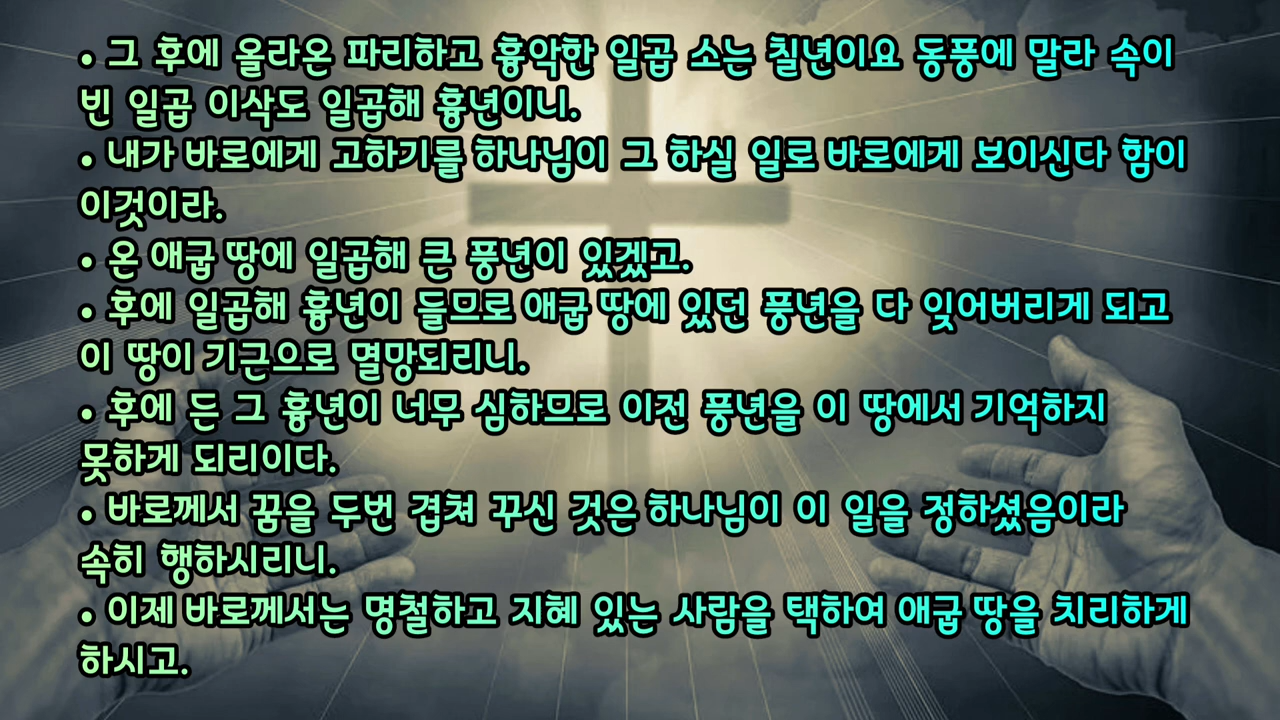 • 그 후에 올라온 파리하고 흉악한 일곱 소는 칠년이요 동풍에 말라 속이
빈 일곱 이삭도 일곱해 흉년이니.
• 내가 바로에게 고하기를 하나님이 그 하실 일로 바로에게 보이신다 함이
이것이라.
• 온 애굽 땅에 일곱해 큰 풍년이 있겠고.
• 후에 일곱해 흉년이 들므로 애굽 땅에 있던 풍년을 다 잊어버리게 되고
이 땅이 기근으로 멸망되리니.
• 후에 든 그 흉년이 너무 심하므로 이전 풍년을 이 땅에서 기억하지
못하게 되리이다.
• 바로께서 꿈을 두번 겹쳐 꾸신 것은 하나님이 이 일을 정하셨음이라
속히 행하시리니.
• 이제 바로께서는 명철하고 지혜 있는 사람을 택하여 애굽 땅을 치리하게
하시고.